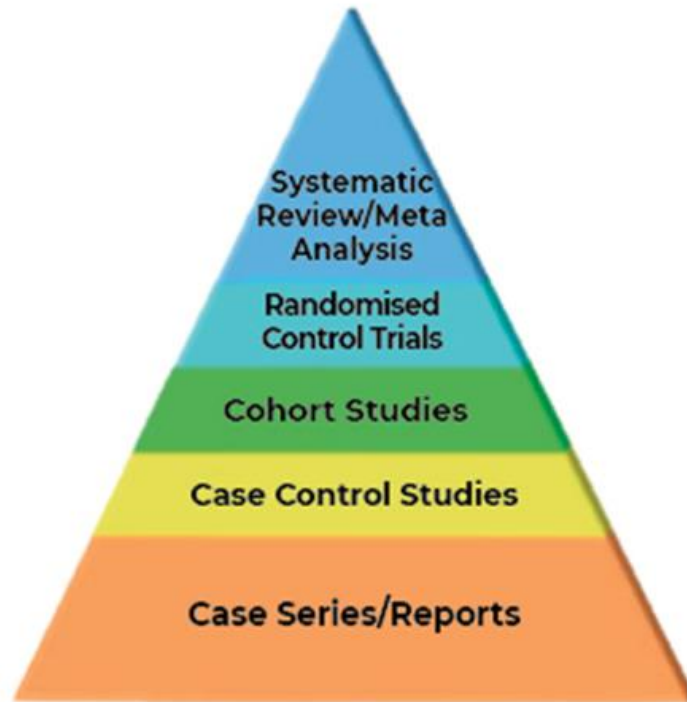 Systematic
Review/Meta
Analysis
Randomised
Control Trials
Cohort Studies
Case Control Studies
Case Series/Reports